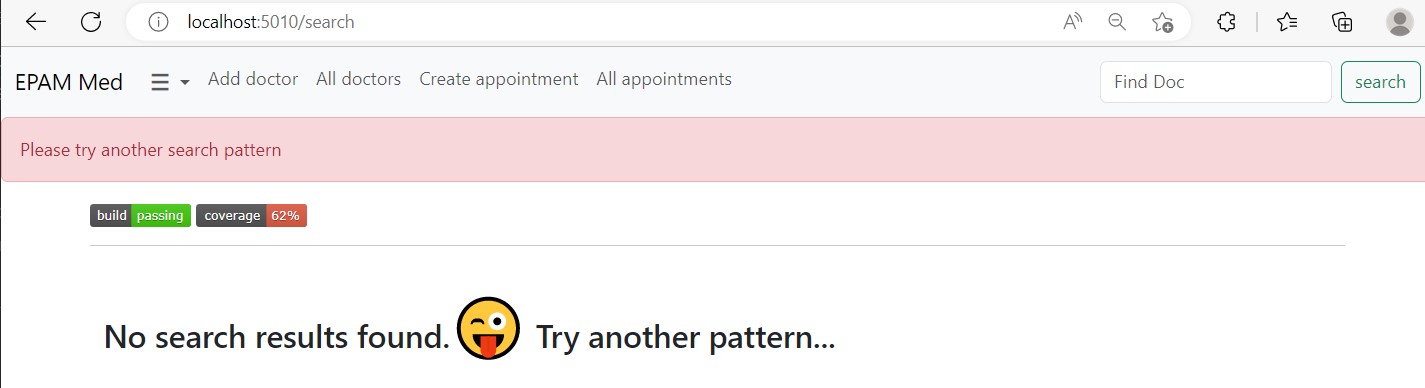 localhost:5010/search
EPAM Med Add doctor All doctors Create appointment All appointments Find Doc search
Please try another search pattern
build passing coverage 62%
No search results found. Try another pattern...